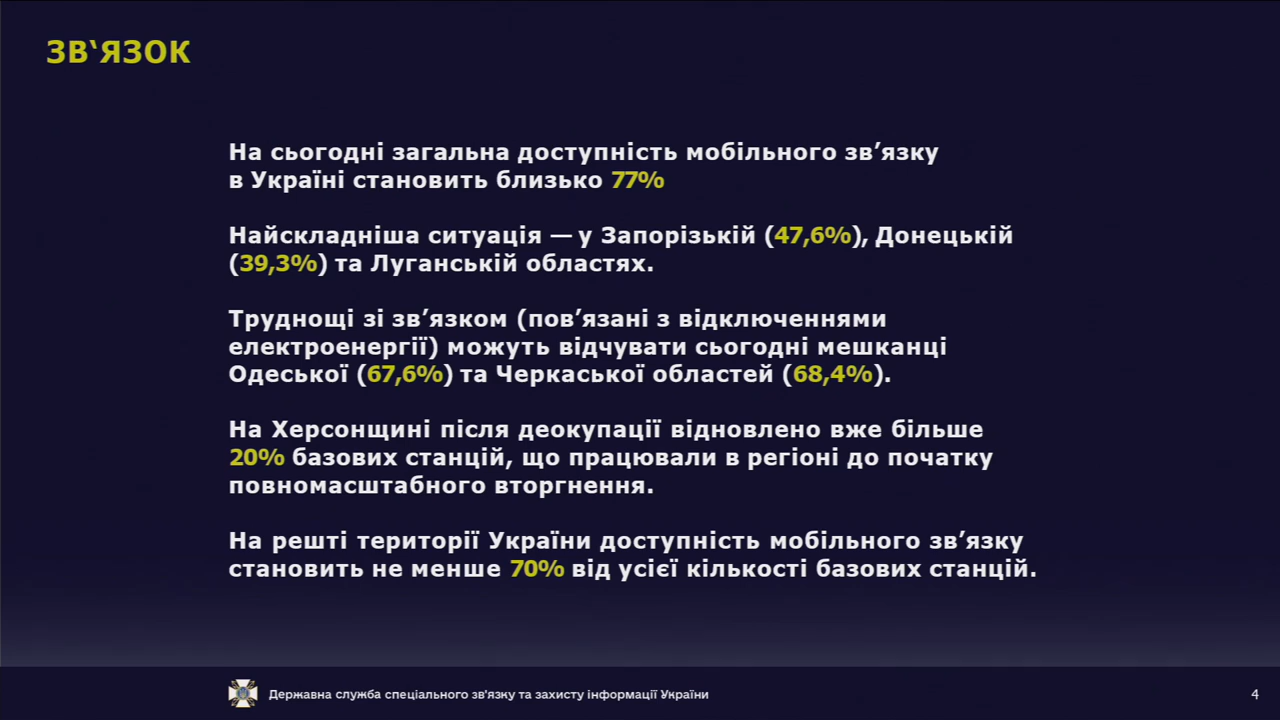 ЗВ‘ЯЗОК
На сьогодні загальна доступність мобільного зв’язку
в Україні становить близько 77%
Найскладніша ситуація — у Запорізькій (47,6%), Донецькій
(39,3%) та Луганській областях.
Труднощі зі зв’язком (пов’язані з відключеннями
електроенергії) можуть відчувати сьогодні мешканці
Одеської (67,6%) та Черкаської областей (68,4%).
На Херсонщині після деокупації відновлено вже більше
20% базових станцій, що працювали в регіоні до початку
повномасштабного вторгнення.
На решті території України доступність мобільного зв’язку
становить не менше 70% від усієї кількості базових станцій.
Державна служба спеціального зв'язку та захисту інформації України
4